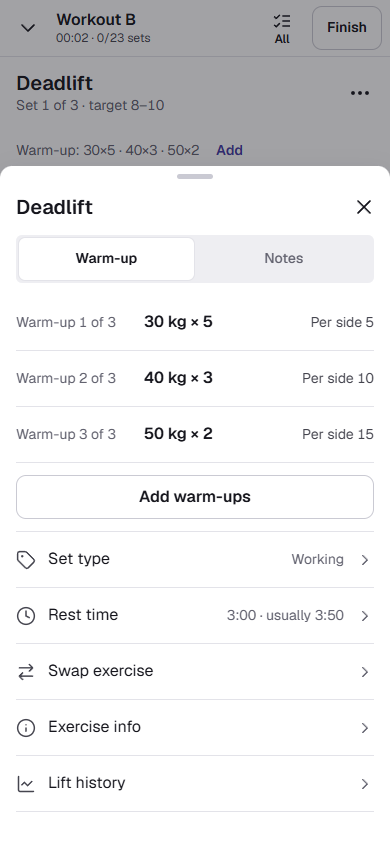 Workout B
00:02 · 0/23 sets
All
Finish
Deadlift
Set 1 of 3 · target 8–10
Warm-up: 30×5 · 40×3 · 50×2 Add
Deadlift
Warm-up Notes
Warm-up 1 of 3 30 kg × 5 Per side 5
Warm-up 2 of 3 40 kg × 3 Per side 10
Warm-up 3 of 3 50 kg × 2 Per side 15
Add warm-ups
Set type Working
Rest time 3:00 · usually 3:50
Swap exercise
Exercise info
Lift history